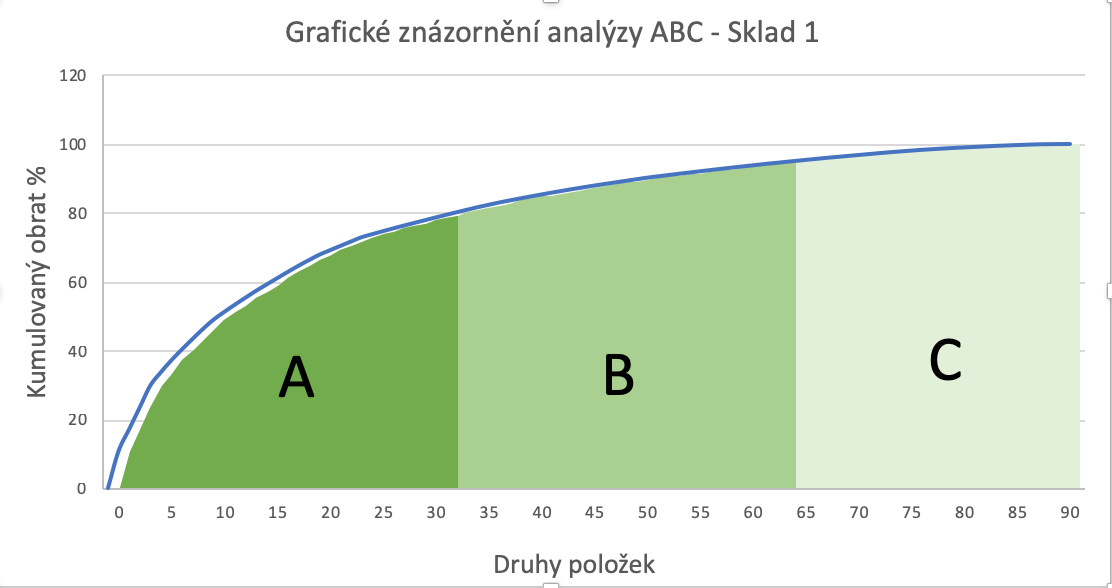 Grafické znázornění analýzy ABC - Sklad 1
Kumulovaný obrat %
120
100
80
60
40
20
0
A
B
C
0 5 10 15 20 25 30 35 40 45 50 55 60 65 70 75 80 85 90
Druhy položek